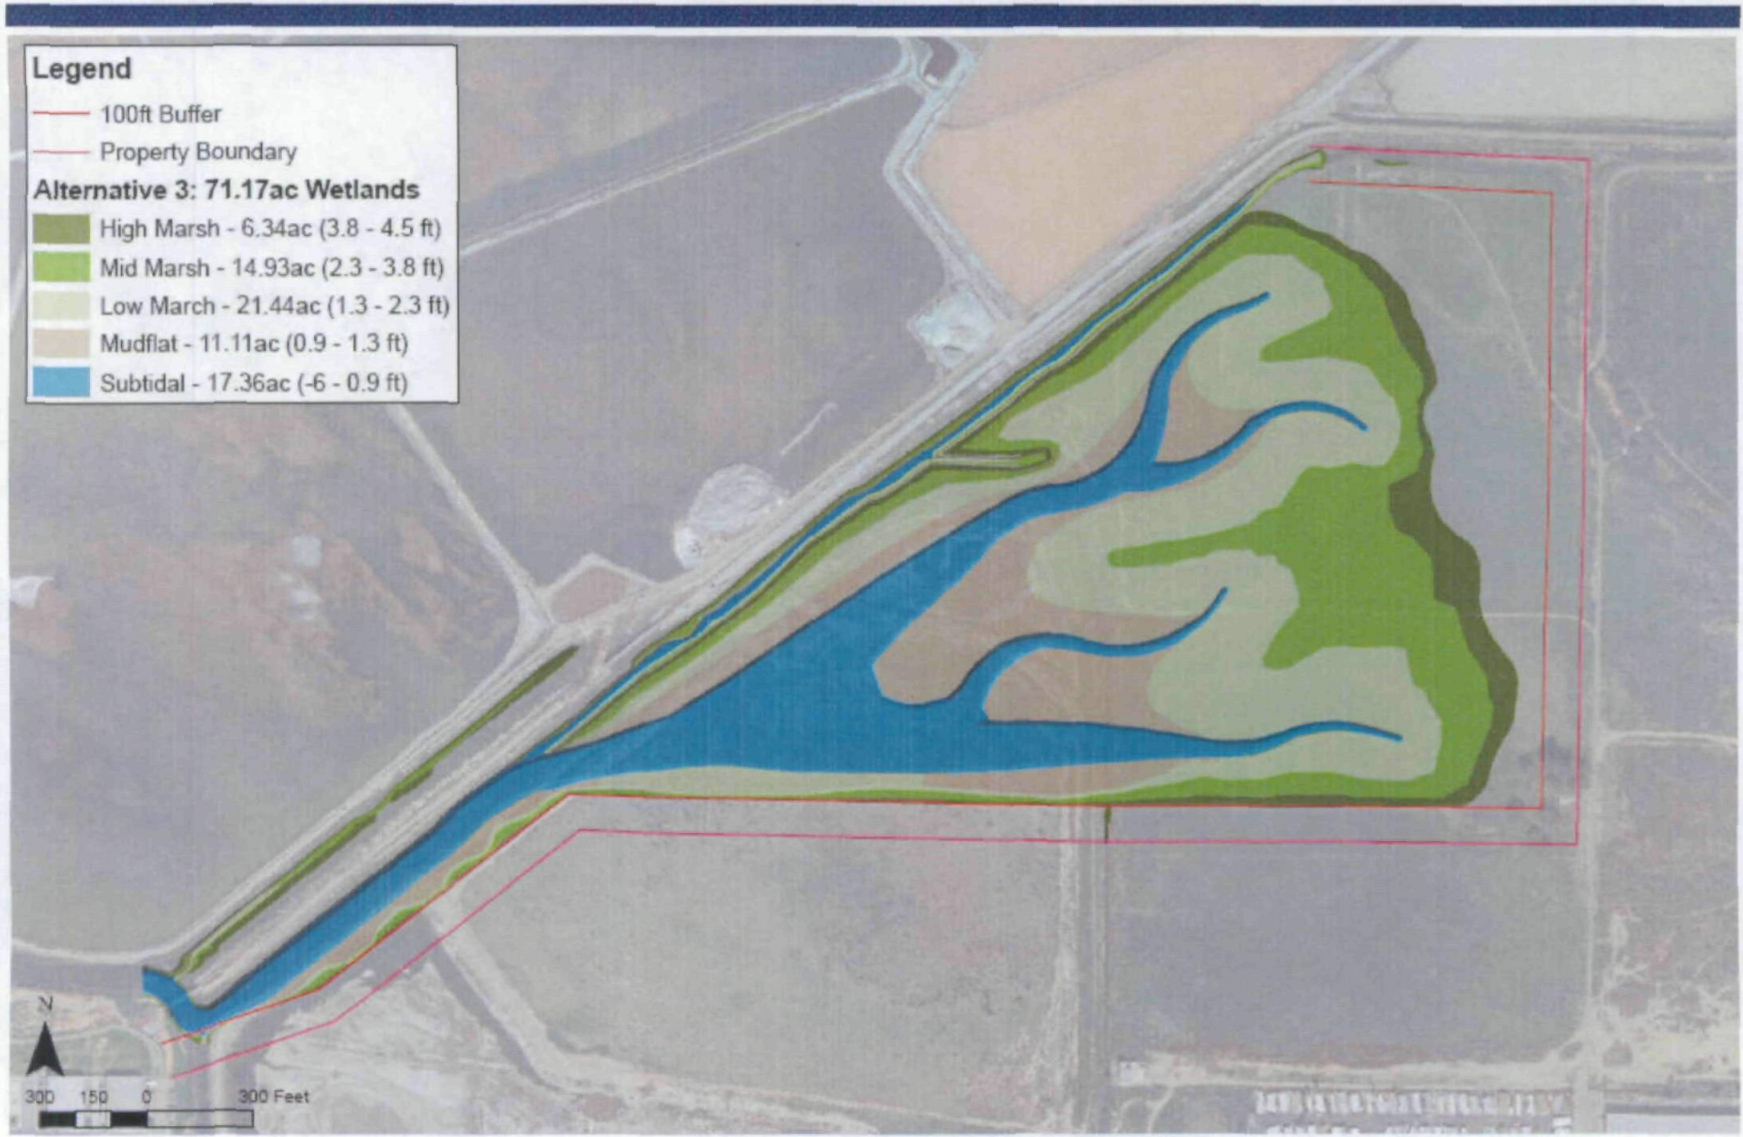 Legend
100ft Buffer
Property Boundary
Alternative 3: 71.17ac Wetlands
High Marsh - 6.34ac (3.8 - 4.5 ft)
Mid Marsh - 14.93ac (2.3 - 3.8 ft)
Low March - 21.44ac (1.3 - 2.3 ft)
Mudflat - 11.11ac (0.9 - 1.3 ft)
Subtidal - 17.36ac (-6 - 0.9 ft)
N
300 150 0 300 Feet